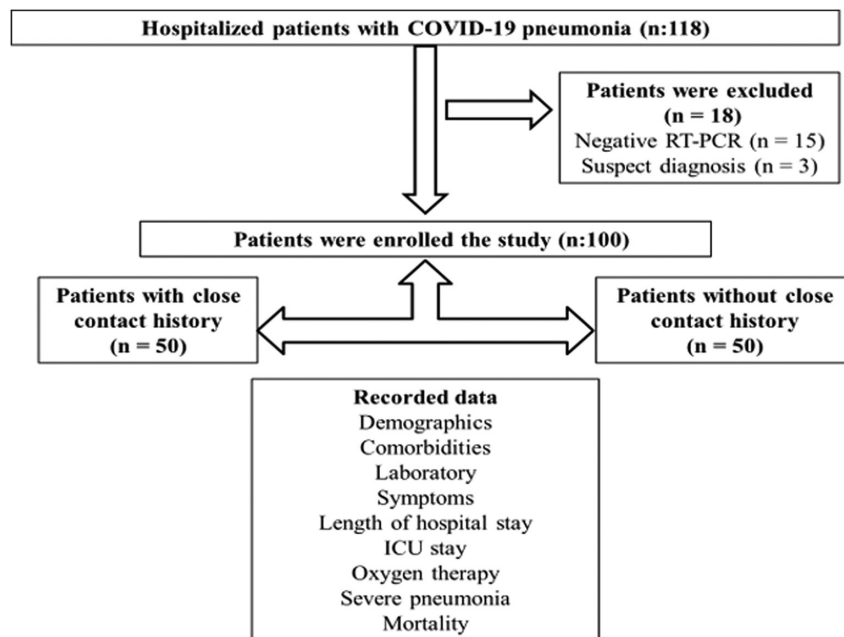 Hospitalized patients with COVID-19 pneumonia (n:118)
Patients were excluded
(n = 18)
Negative RT-PCR (n = 15)
Suspect diagnosis (n = 3)
Patients were enrolled the study (n:100)
Patients with close
contact history
(n = 50)
Patients without close
contact history
(n = 50)
Recorded data
Demographics
Comorbidities
Laboratory
Symptoms
Length of hospital stay
ICU stay
Oxygen therapy
Severe pneumonia
Mortality